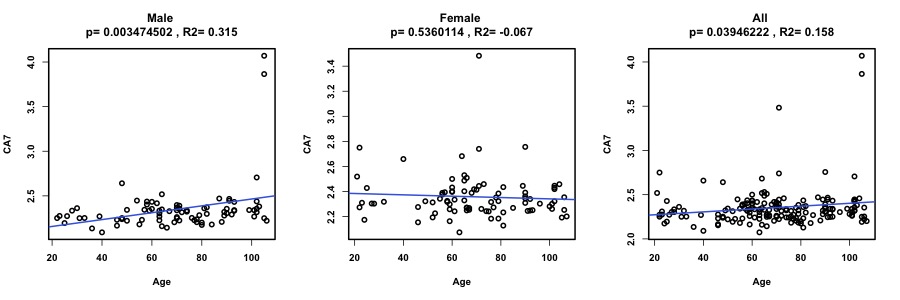 Male
p= 0.003474502 , R2= 0.315
CA7
4.0
3.5
3.0
2.5
20 40 60 80 100
Age
Female
p= 0.5360114 , R2= -0.067
CA7
3.4
3.2
3.0
2.8
2.6
2.4
2.2
20 40 60 80 100
Age
All
p= 0.03946222 , R2= 0.158
CA7
4.0
3.5
3.0
2.5
2.0
20 40 60 80 100
Age